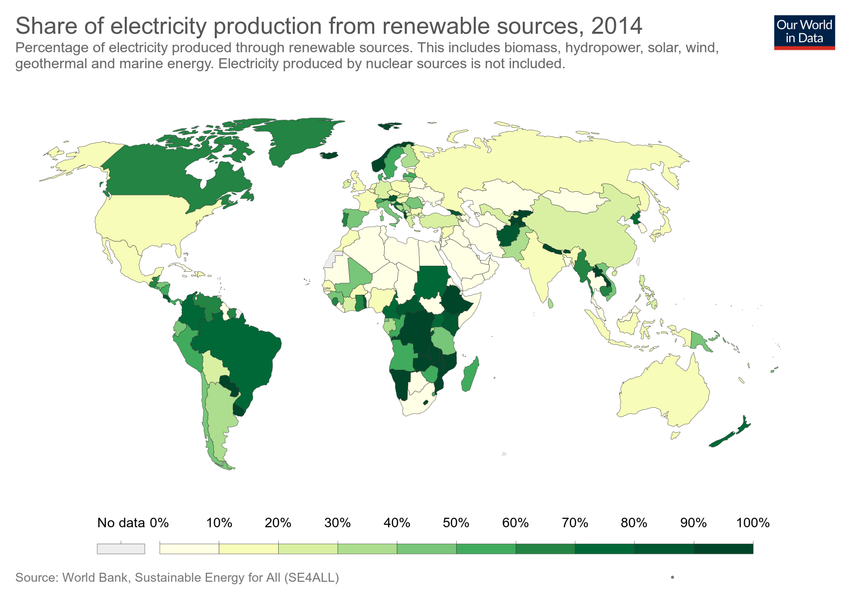 Share of electricity production from renewable sources, 2014
Percentage of electricity produced through renewable sources. This includes biomass, hydropower, solar, wind,
geothermal and marine energy. Electricity produced by nuclear sources is not included.
Our World
in Data
No data 0% 10% 20% 30% 40% 50% 60% 70% 80% 90% 100%
Source: World Bank, Sustainable Energy for All (SE4ALL)